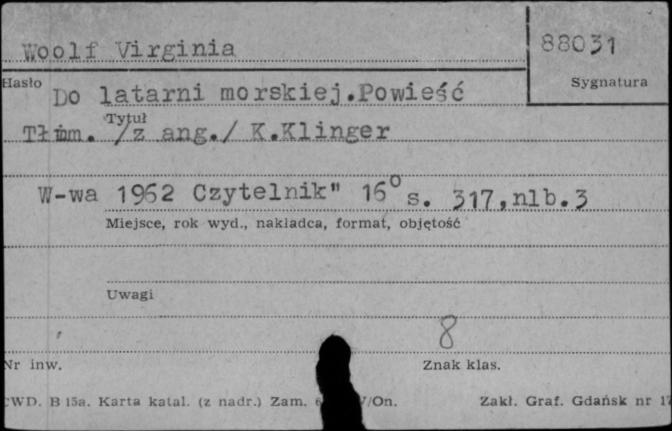 Woolf Virginia
88031
Hasło
Sygnatura
Do latarni morskiej.Powieść
Tytuł
Tłum. /z ang./ K.Klinger
W-wa 1962 Czytelnik" 16° s. 317,nlb.3
Miejsce, rok wyd., nakładca, format, objętość
Uwagi
8
Nr inw.
Znak klas.
CWD. B 15a. Karta katal. (z nadr.) Zam. /On. Zakł. Graf. Gdańsk nr